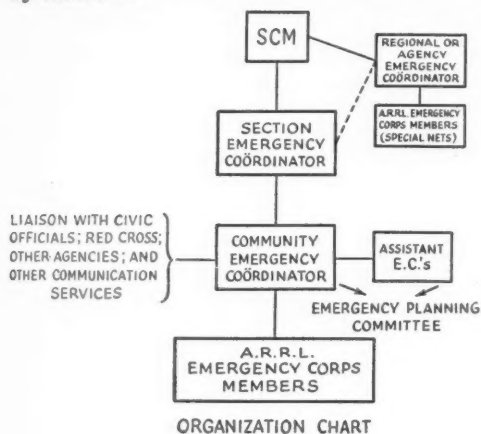 SCM
REGIONAL OR
AGENCY
EMERGENCY
COÖRDINATOR
A.R.R.L. EMERGENCY
CORPS MEMBERS
(SPECIAL NETS)
SECTION
EMERGENCY
COÖRDINATOR
LIAISON WITH CIVIC
OFFICIALS; RED CROSS;
OTHER AGENCIES; AND
OTHER COMMUNICATION
SERVICES
COMMUNITY
EMERGENCY
COÖRDINATOR
ASSISTANT
E.C.'s
EMERGENCY PLANNING
COMMITTEE
A.R.R.L.
EMERGENCY CORPS
MEMBERS
ORGANIZATION CHART